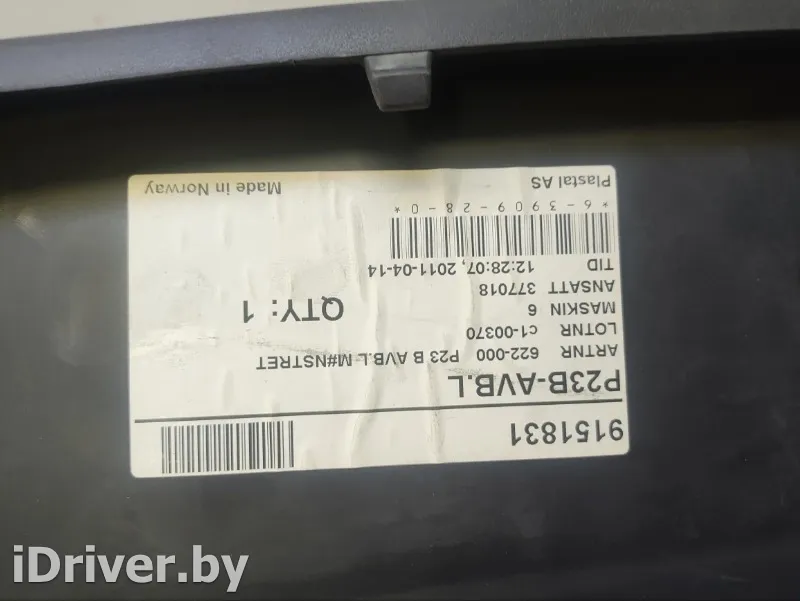 9151831
P23B-AVB.L
ARTNR 622-000 P23 B AVB.L M#NSTRET
LOTNR c1-00370
MASKIN 6
QTY: 1
ANSATT 377018
TID 12:28:07, 2011-04-14
*6-3909-28-0*
Plastal AS
Made in Norway
iDriver.by